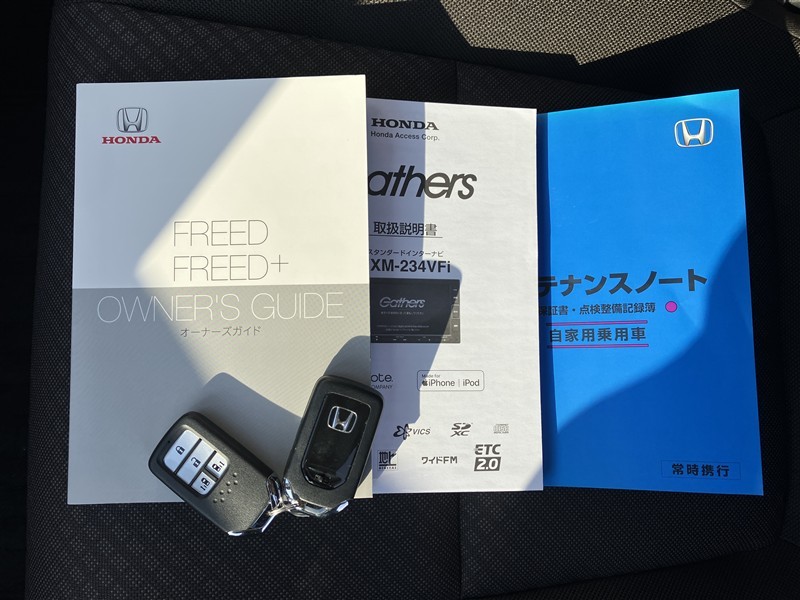 HONDA
FREED
FREED+
OWNER'S GUIDE
オーナーズガイド
HONDA
Honda Access Corp.
Gathers
取扱説明書
スタンダードインターナビ
XM-234VFi
Gathers
Made for
iPhone | iPod
VICS
SD
XC
ワイドFM
ETC
2.0
テナンスノート
証書・点検整備記録簿
自家用乗用車
常時携行